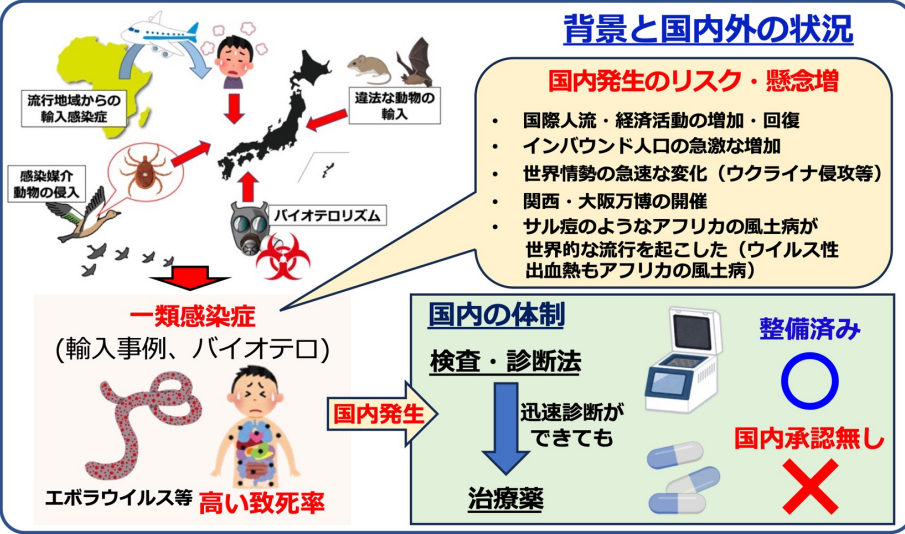 背景と国内外の状況
流行地域からの
輸入感染症
違法な動物の
輸入
感染媒介
動物の侵入
バイオテロリズム
国内発生のリスク・懸念増
・ 国際人流・経済活動の増加・回復
・ インバウンド人口の急激な増加
・ 世界情勢の急速な変化（ウクライナ侵攻等）
・ 関西・大阪万博の開催
・ サル痘のようなアフリカの風土病が
世界的な流行を起こした（ウイルス性
出血熱もアフリカの風土病）
一類感染症
(輸入事例、バイオテロ)
エボラウイルス等
高い致死率
国内発生
国内の体制
検査・診断法
整備済み
迅速診断が
できても
国内承認無し
治療薬